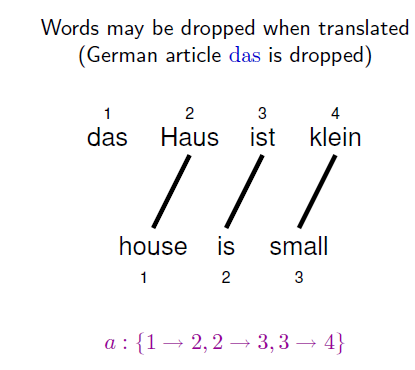 Words may be dropped when translated
(German article das is dropped)
1 2 3 4
das Haus ist klein
house is small
1 2 3
a : {1 → 2, 2 → 3, 3 → 4}